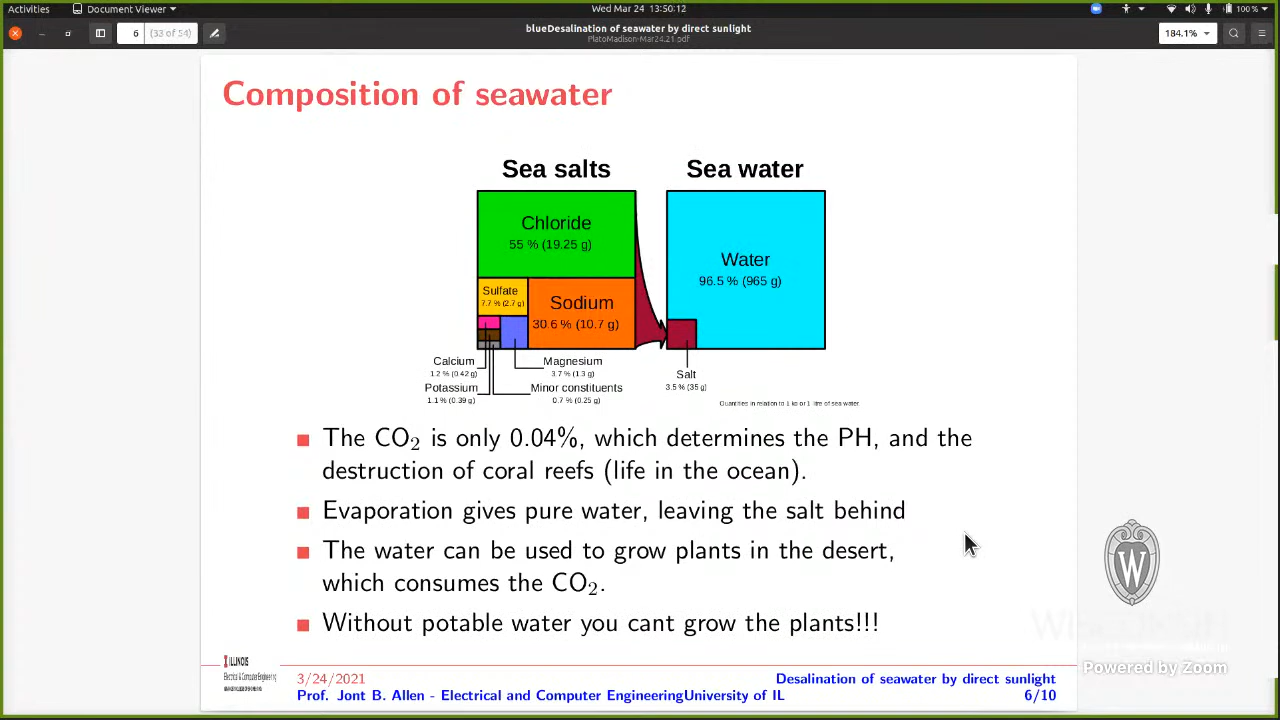 Activities
Document Viewer
Wed Mar 24 13:50:12
100 %
6 (33 of 54)
blueDesalination of seawater by direct sunlight
PlatoMadison-Mar24.21.pdf
184.1%
Composition of seawater
Sea salts
Sea water
Chloride
55 % (19.25 g)
Sulfate
7.7 % (2.7 g)
Sodium
30.6 % (10.7 g)
Water
96.5 % (965 g)
Calcium
1.2 % (0.42 g)
Magnesium
3.7 % (1.3 g)
Potassium
1.1 % (0.39 g)
Minor constituents
0.7 % (0.25 g)
Salt
3.5 % (35 g)
Quantities in relation to 1 kg or 1 litre of sea water
The CO₂ is only 0.04%, which determines the PH, and the
destruction of coral reefs (life in the ocean).
Evaporation gives pure water, leaving the salt behind
The water can be used to grow plants in the desert,
which consumes the CO₂.
Without potable water you cant grow the plants!!!
W
WISCONSIN
Powered by Zoom
ILLINOIS
Electrical & Computer Engineering
3/24/2021
Desalination of seawater by direct sunlight
Prof. Jont B. Allen - Electrical and Computer EngineeringUniversity of IL
6/10